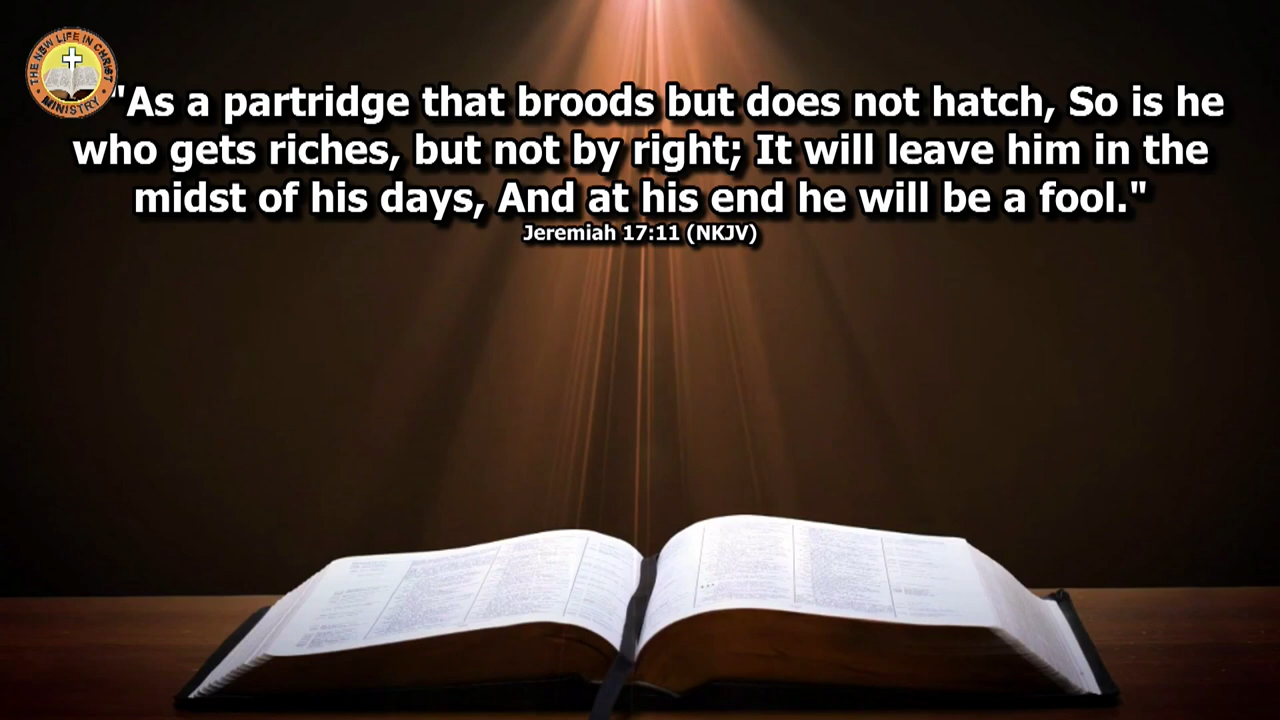 THE NEW LIFE IN CHRIST
MINISTRY
"As a partridge that broods but does not hatch, So is he
who gets riches, but not by right; It will leave him in the
midst of his days, And at his end he will be a fool."
Jeremiah 17:11 (NKJV)